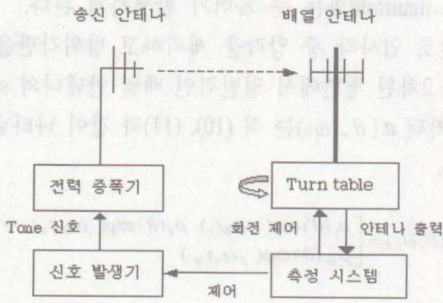 송신 안테나
배열 안테나
전력 증폭기
Turn table
Tone 신호
회전 제어
안테나 출력
신호 발생기
측정 시스템
제어